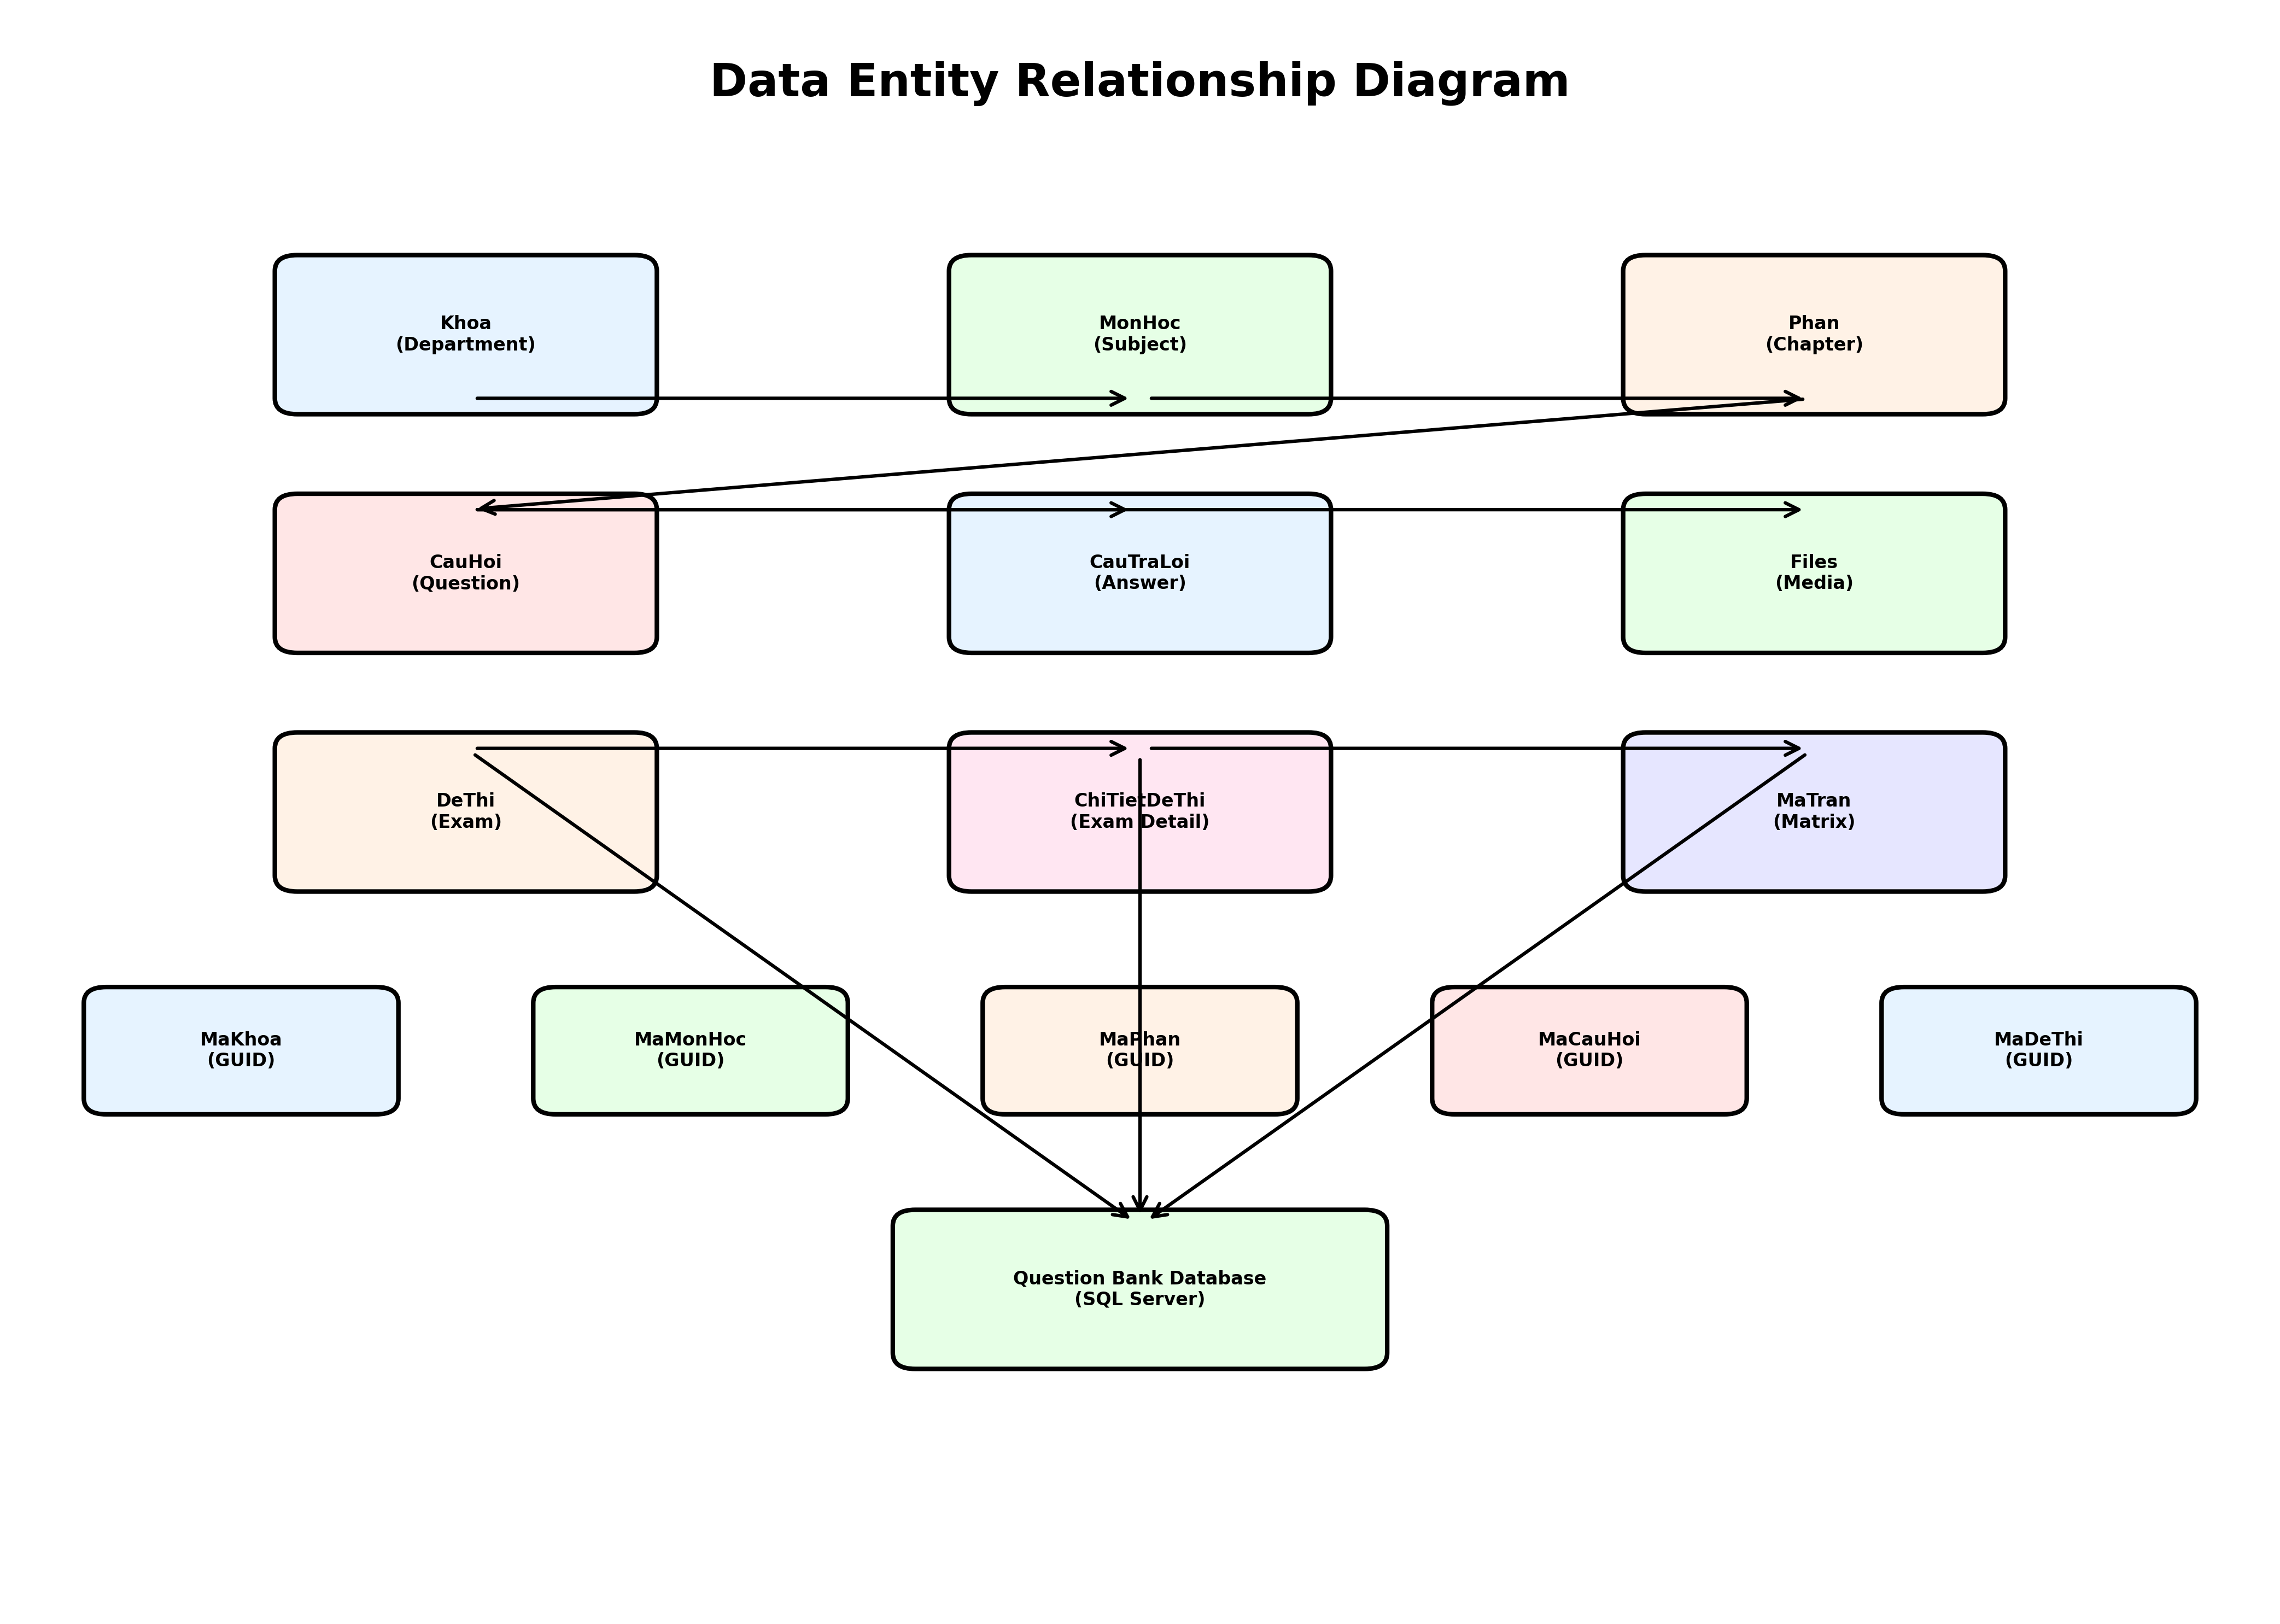 Data Entity Relationship Diagram
Khoa
(Department)
MonHoc
(Subject)
Phan
(Chapter)
CauHoi
(Question)
CauTraLoi
(Answer)
Files
(Media)
DeThi
(Exam)
ChiTietDeThi
(Exam Detail)
MaTran
(Matrix)
MaKhoa
(GUID)
MaMonHoc
(GUID)
MaPhan
(GUID)
MaCauHoi
(GUID)
MaDeThi
(GUID)
Question Bank Database
(SQL Server)